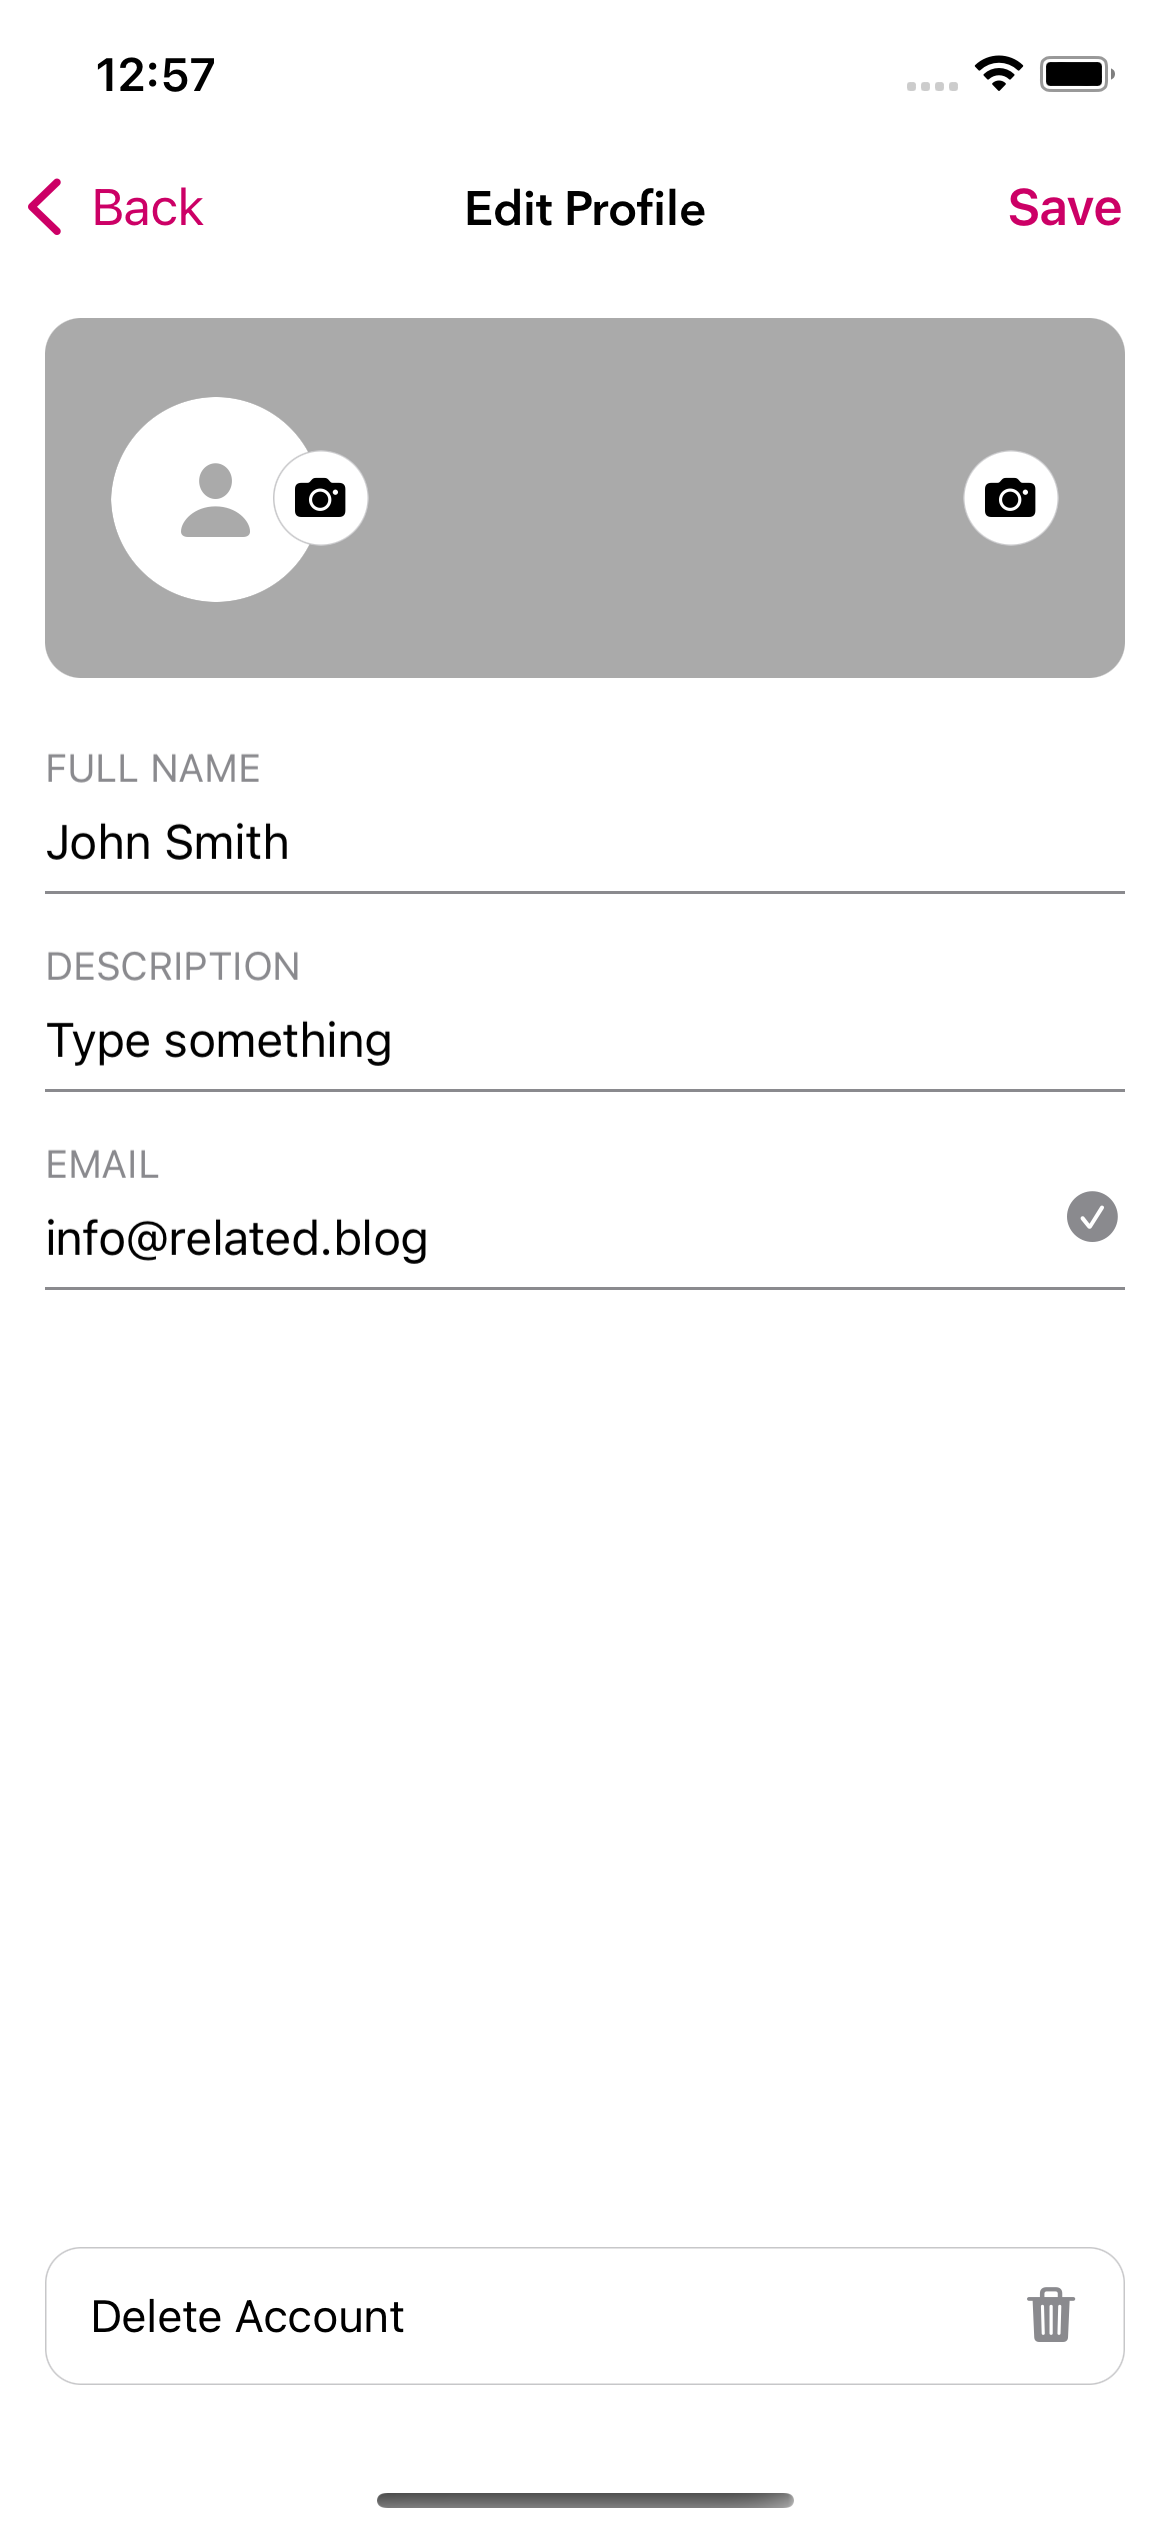 12:57
Back
Edit Profile
Save
FULL NAME
John Smith
DESCRIPTION
Type something
EMAIL
info@related.blog
Delete Account